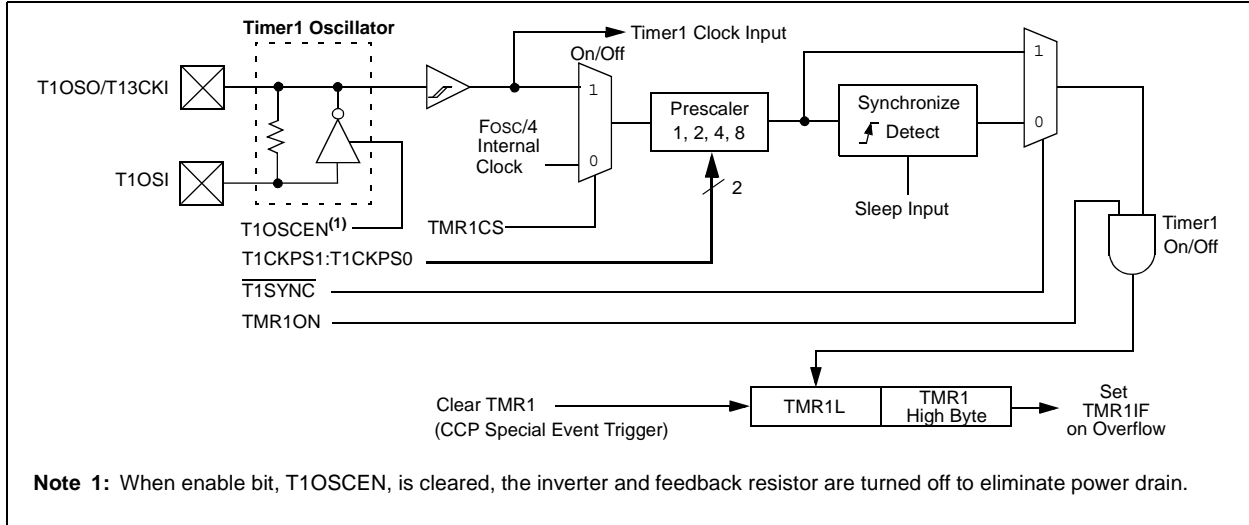 Timer1 Oscillator
Timer1 Clock Input
On/Off
T1OSO/T13CKI
1
FOSC/4
Internal
Clock
0
Prescaler
1, 2, 4, 8
Synchronize
Detect
1
0
2
T1OSI
Sleep Input
T1OSCEN(1)
TMR1CS
Timer1
On/Off
T1CKPS1:T1CKPS0
T1SYNC
TMR1ON
Clear TMR1
(CCP Special Event Trigger)
TMR1L
TMR1
High Byte
Set
TMR1IF
on Overflow
Note 1: When enable bit, T1OSCEN, is cleared, the inverter and feedback resistor are turned off to eliminate power drain.